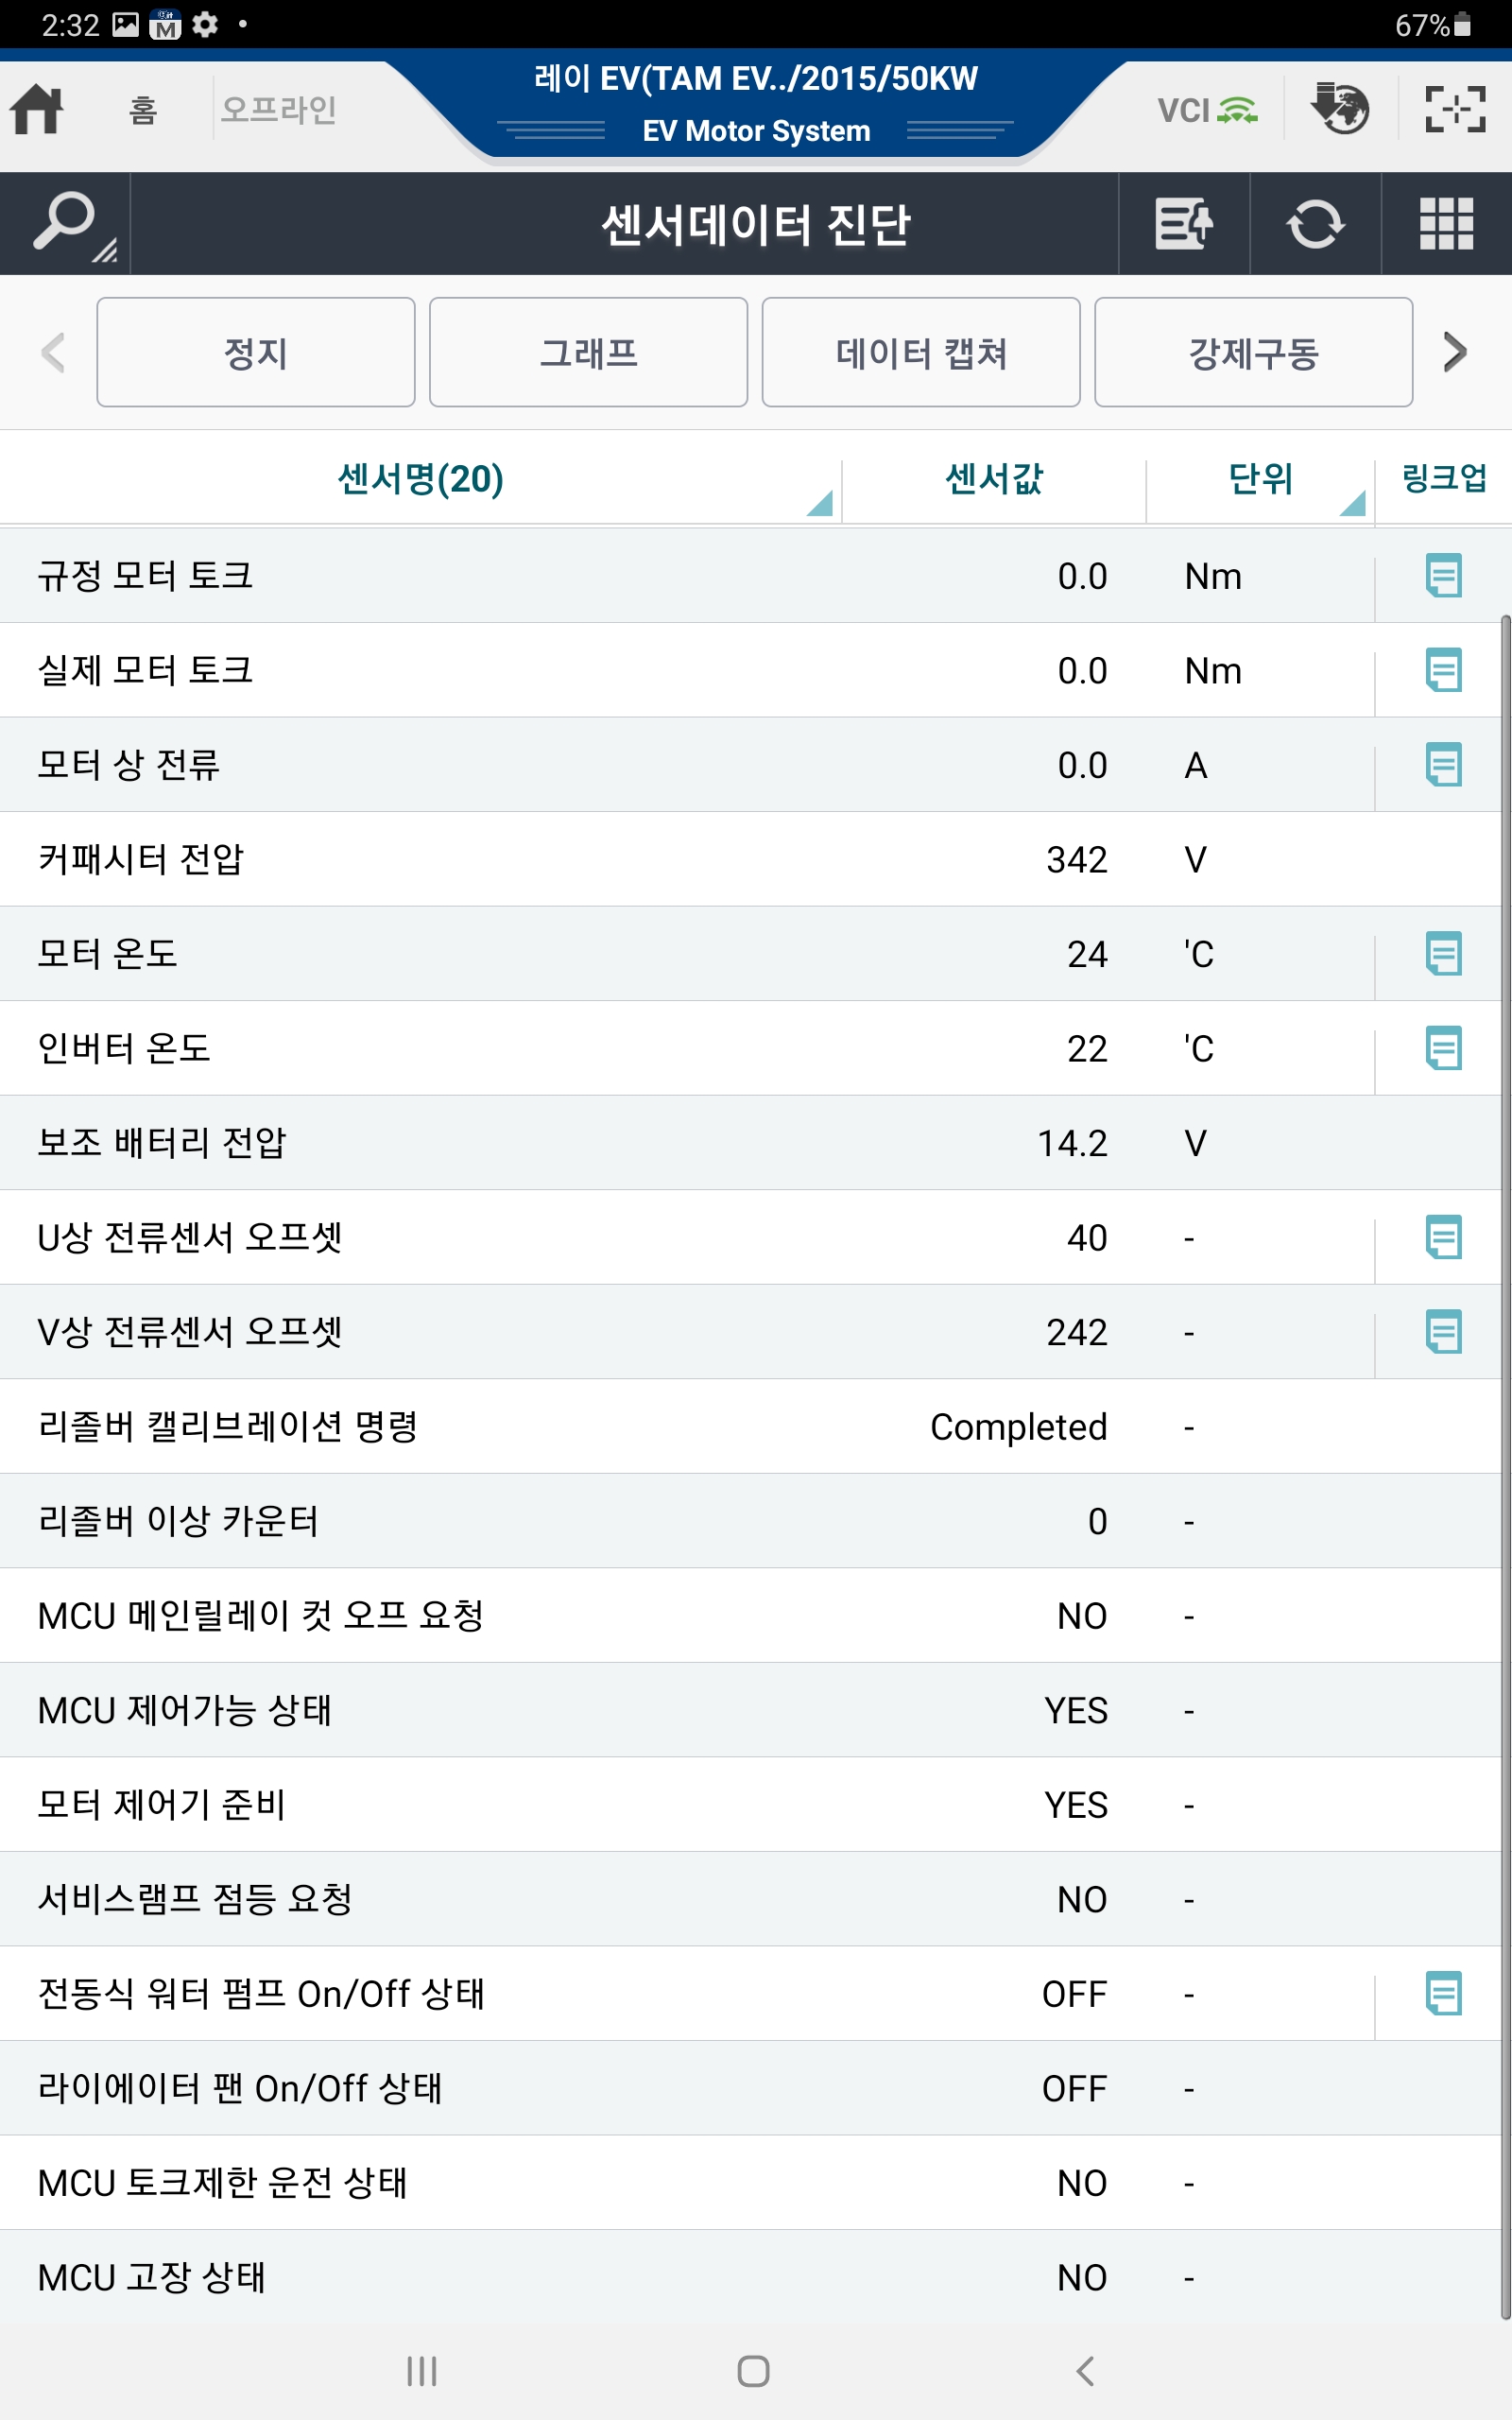 2:32
67%
홈
오프라인
레이 EV(TAM EV../2015/50KW
EV Motor System
VCI
센서데이터 진단
정지
그래프
데이터 캡쳐
강제구동
센서명(20) 센서값 단위 링크업
규정 모터 토크 0.0 Nm
실제 모터 토크 0.0 Nm
모터 상 전류 0.0 A
커패시터 전압 342 V
모터 온도 24 'C
인버터 온도 22 'C
보조 배터리 전압 14.2 V
U상 전류센서 오프셋 40 -
V상 전류센서 오프셋 242 -
리졸버 캘리브레이션 명령 Completed -
리졸버 이상 카운터 0 -
MCU 메인릴레이 컷 오프 요청 NO -
MCU 제어가능 상태 YES -
모터 제어기 준비 YES -
서비스램프 점등 요청 NO -
전동식 워터 펌프 On/Off 상태 OFF -
라이에이터 팬 On/Off 상태 OFF -
MCU 토크제한 운전 상태 NO -
MCU 고장 상태 NO -